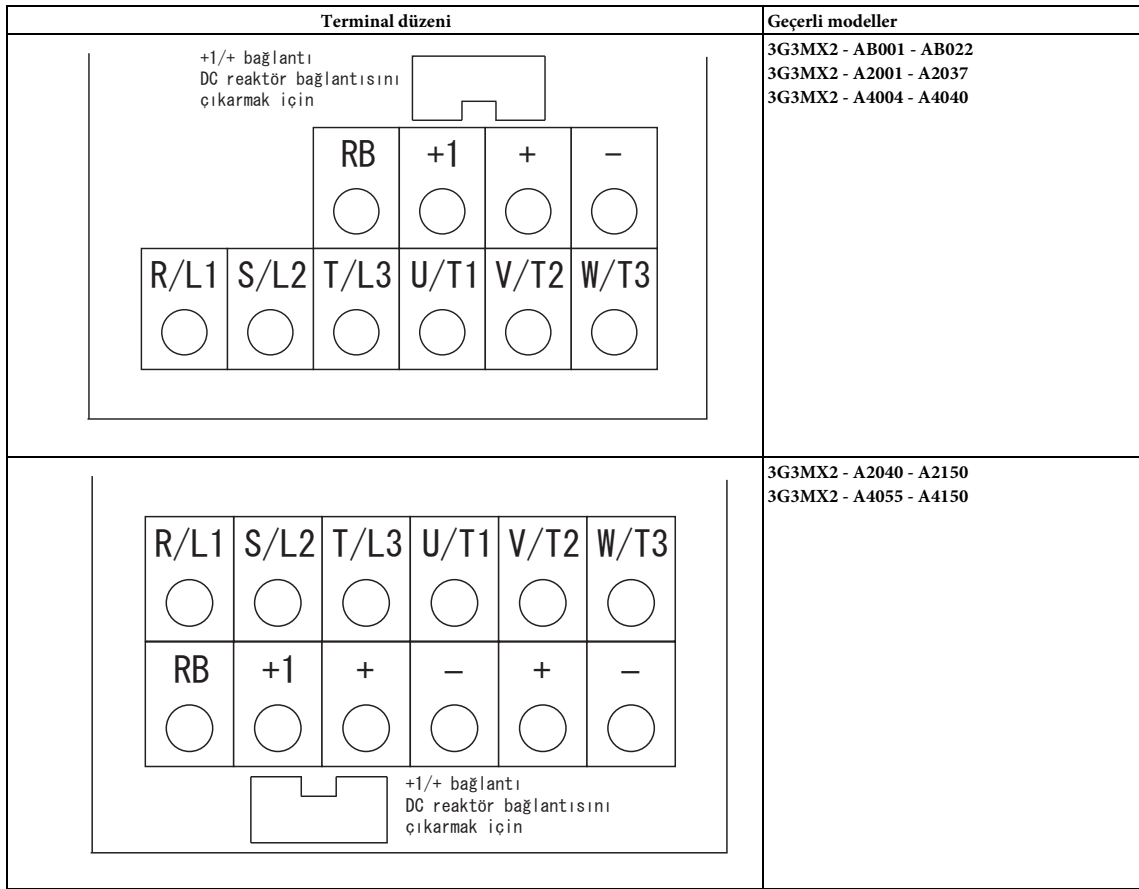 Terminal düzeni
Geçerli modeller
+1/+ bağlantı
DC reaktör bağlantısını
çıkarmak için
RB +1 + −
R/L1 S/L2 T/L3 U/T1 V/T2 W/T3
3G3MX2 - AB001 - AB022
3G3MX2 - A2001 - A2037
3G3MX2 - A4004 - A4040
R/L1 S/L2 T/L3 U/T1 V/T2 W/T3
RB +1 + − + −
+1/+ bağlantı
DC reaktör bağlantısını
çıkarmak için
3G3MX2 - A2040 - A2150
3G3MX2 - A4055 - A4150